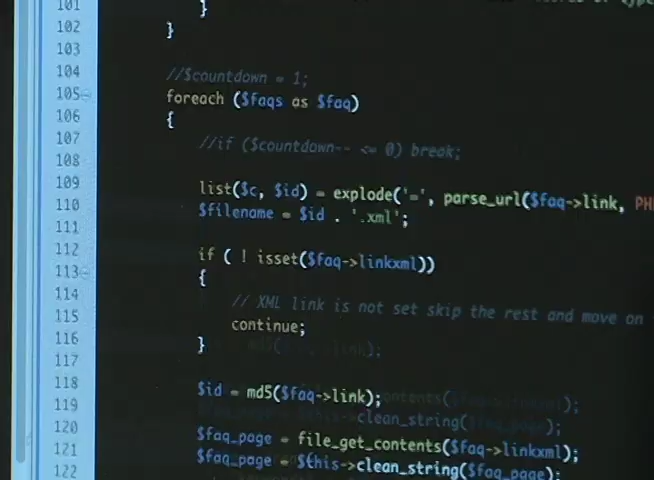 101 }
102 }
103
104 //$countdown = 1;
105 foreach ($faqs as $faq)
106 {
107 //if ($countdown-- <= 0) break;
108
109 list($c, $id) = explode('=', parse_url($faq->link, PH
110 $filename = $id . '.xml';
111
112 if ( ! isset($faq->linkxml))
113 {
114 // XML link is not set skip the rest and move on
115 continue;
116 }
117
118 $id = md5($faq->link);
119
120 $faq_page = file_get_contents($faq->linkxml);
121 $faq_page = $this->clean_string($faq_page);
122